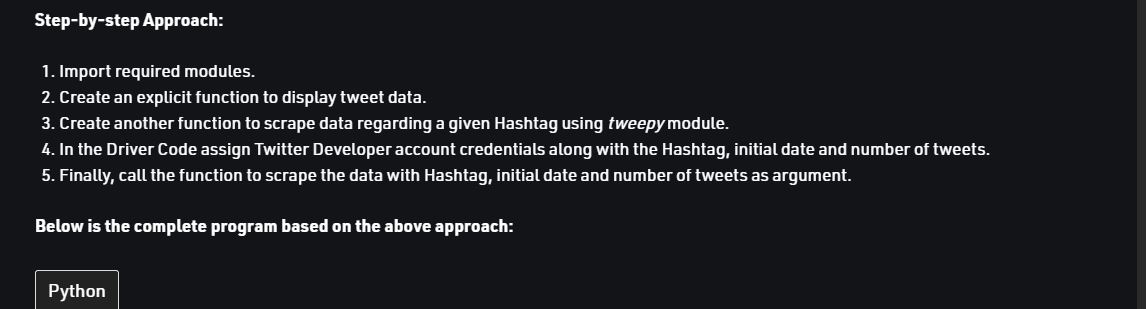 Step-by-step Approach:
1. Import required modules.
2. Create an explicit function to display tweet data.
3. Create another function to scrape data regarding a given Hashtag using tweepy module.
4. In the Driver Code assign Twitter Developer account credentials along with the Hashtag, initial date and number of tweets.
5. Finally, call the function to scrape the data with Hashtag, initial date and number of tweets as argument.
Below is the complete program based on the above approach:
Python